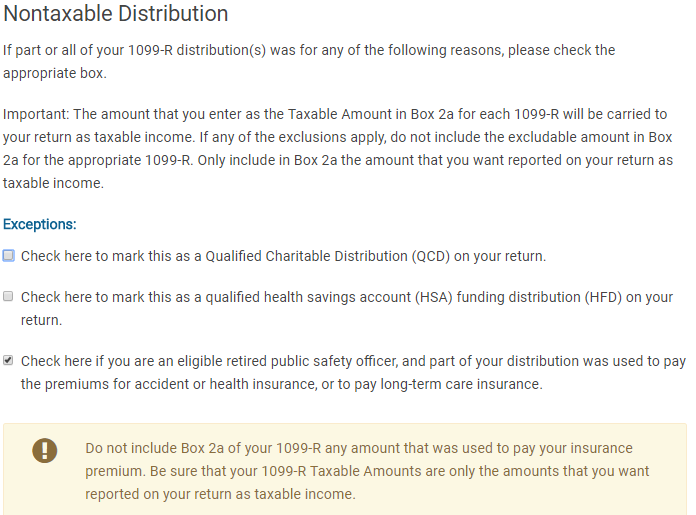 Nontaxable Distribution
If part or all of your 1099-R distribution(s) was for any of the following reasons, please check the
appropriate box.
Important: The amount that you enter as the Taxable Amount in Box 2a for each 1099-R will be carried to
your return as taxable income. If any of the exclusions apply, do not include the excludable amount in Box
2a for the appropriate 1099-R. Only include in Box 2a the amount that you want reported on your return as
taxable income.
Exceptions:
Check here to mark this as a Qualified Charitable Distribution (QCD) on your return.
Check here to mark this as a qualified health savings account (HSA) funding distribution (HFD) on your
return.
Check here if you are an eligible retired public safety officer, and part of your distribution was used to pay
the premiums for accident or health insurance, or to pay long-term care insurance.
Do not include Box 2a of your 1099-R any amount that was used to pay your insurance
premium. Be sure that your 1099-R Taxable Amounts are only the amounts that you want
reported on your return as taxable income.